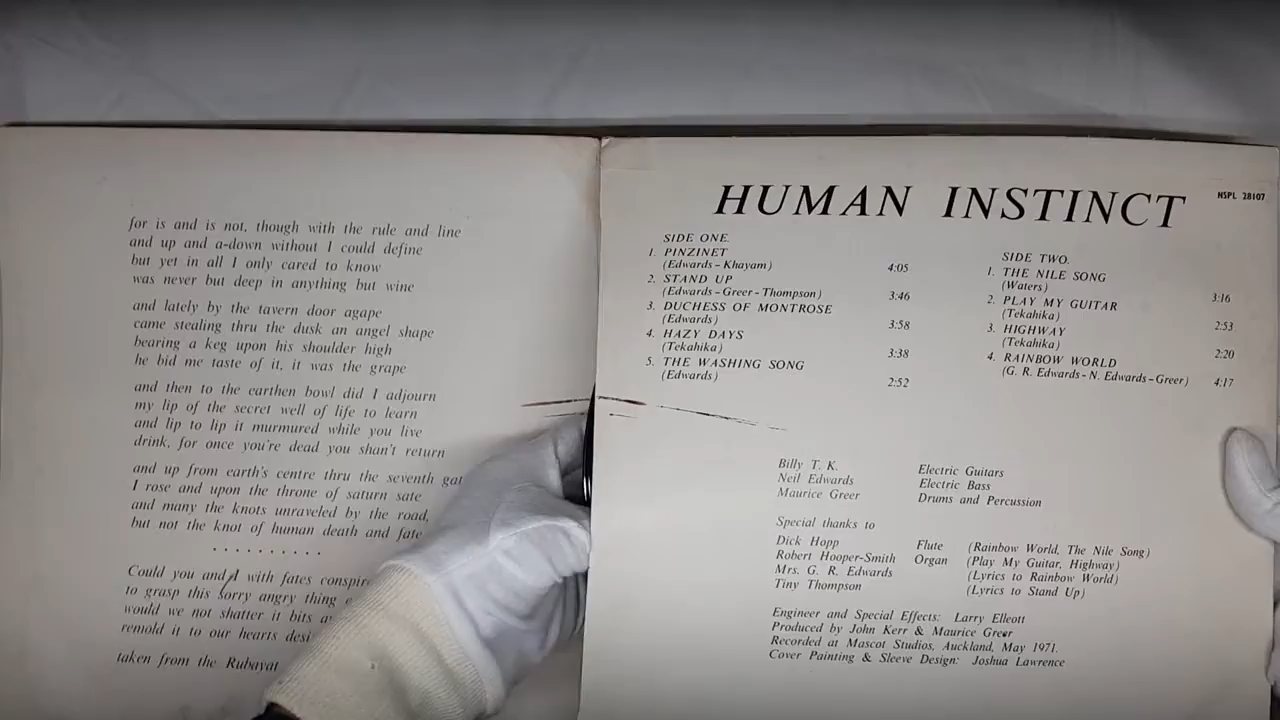 for is and is not, though with the rule and line
and up and a-down without I could define
but yet in all I only cared to know
was never but deep in anything but wine
and lately by the tavern door agape
came stealing thru the dusk an angel shape
bearing a keg upon his shoulder high
he bid me taste of it, it was the grape
and then to the earthen bowl did I adjourn
my lip of the secret well of life to learn
and lip to lip it murmured while you live
drink, for once you're dead you shan't return
and up from earth's centre thru the seventh gat
I rose and upon the throne of saturn sate
and many the knots unraveled by the road,
but not the knot of human death and fate
. . . . . . . . . .
Could you and I with fates conspir
to grasp this sorry angry thing
would we not shatter it bits
remold it to our hearts desi
taken from the Rubayat
HUMAN INSTINCT
NSPL 28107
SIDE ONE.
1. PINZINET
(Edwards - Khayam) 4:05
2. STAND UP
(Edwards - Greer - Thompson) 3:46
3. DUCHESS OF MONTROSE
(Edwards) 3:58
4. HAZY DAYS
(Tekahika) 3:38
5. THE WASHING SONG
(Edwards) 2:52
SIDE TWO.
1. THE NILE SONG
(Waters) 3:16
2. PLAY MY GUITAR
(Tekahika) 2:53
3. HIGHWAY
(Tekahika) 2:20
4. RAINBOW WORLD
(G. R. Edwards - N. Edwards - Greer) 4:17
Billy T. K. Electric Guitars
Neil Edwards Electric Bass
Maurice Greer Drums and Percussion
Special thanks to
Dick Hopp Flute (Rainbow World, The Nile Song)
Robert Hooper-Smith Organ (Play My Guitar, Highway)
Mrs. G. R. Edwards (Lyrics to Rainbow World)
Tiny Thompson (Lyrics to Stand Up)
Engineer and Special Effects: Larry Elleott
Produced by John Kerr & Maurice Greer
Recorded at Mascot Studios, Auckland, May 1971.
Cover Painting & Sleeve Design: Joshua Lawrence